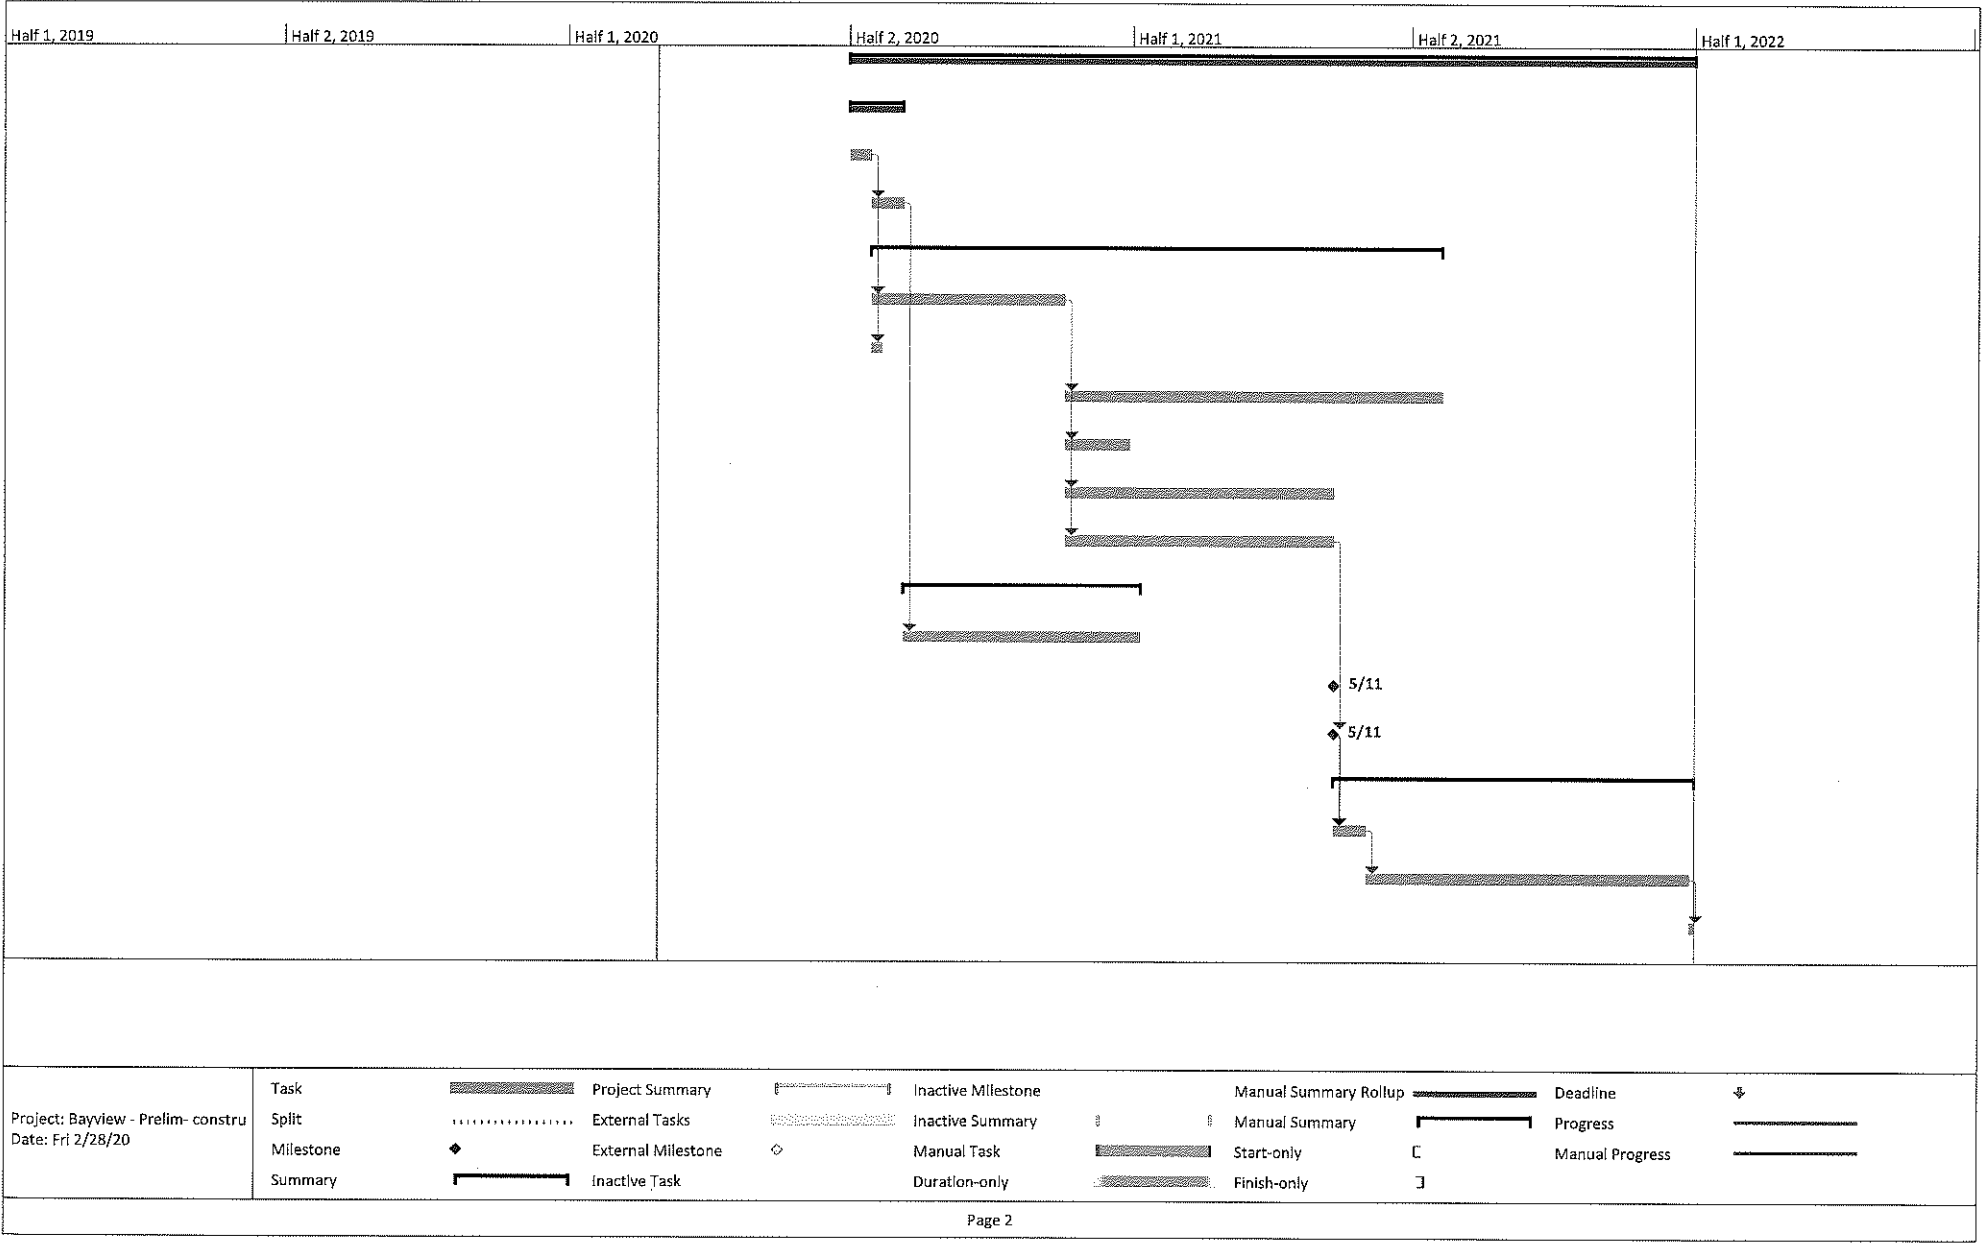 Half 1, 2019 Half 2, 2019 Half 1, 2020 Half 2, 2020 Half 1, 2021 Half 2, 2021 Half 1, 2022
5/11
5/11
Task Project Summary Inactive Milestone Manual Summary Rollup Deadline
Project: Bayview - Prelim- constru Split External Tasks Inactive Summary Manual Summary Progress
Date: Fri 2/28/20
Milestone External Milestone Manual Task Start-only Manual Progress
Summary Inactive Task Duration-only Finish-only
Page 2